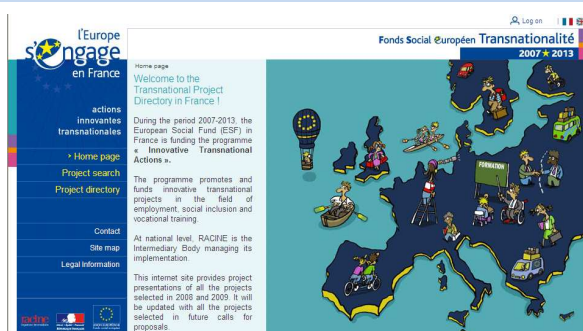 Log on
l'Europe
s'engage
en France
Fonds Social Européen Transnationalité
2007 ★ 2013
actions
innovantes
transnationales
> Home page
Project search
Project directory
Contact
Site map
Legal Information
racine
Home page
Welcome to the
Transnational Project
Directory in France !
During the period 2007-2013, the
European Social Fund (ESF) in
France is funding the programme
« Innovative Transnational
Actions ».
The programme promotes and
funds innovative transnational
projects in the field of
employment, social inclusion and
vocational training.
At national level, RACINE is the
Intermediary Body managing its
implementation.
This internet site provides project
presentations of all the projects
selected in 2008 and 2009. It will
be updated with all the projects
selected in future calls for
proposals.
FORMATION